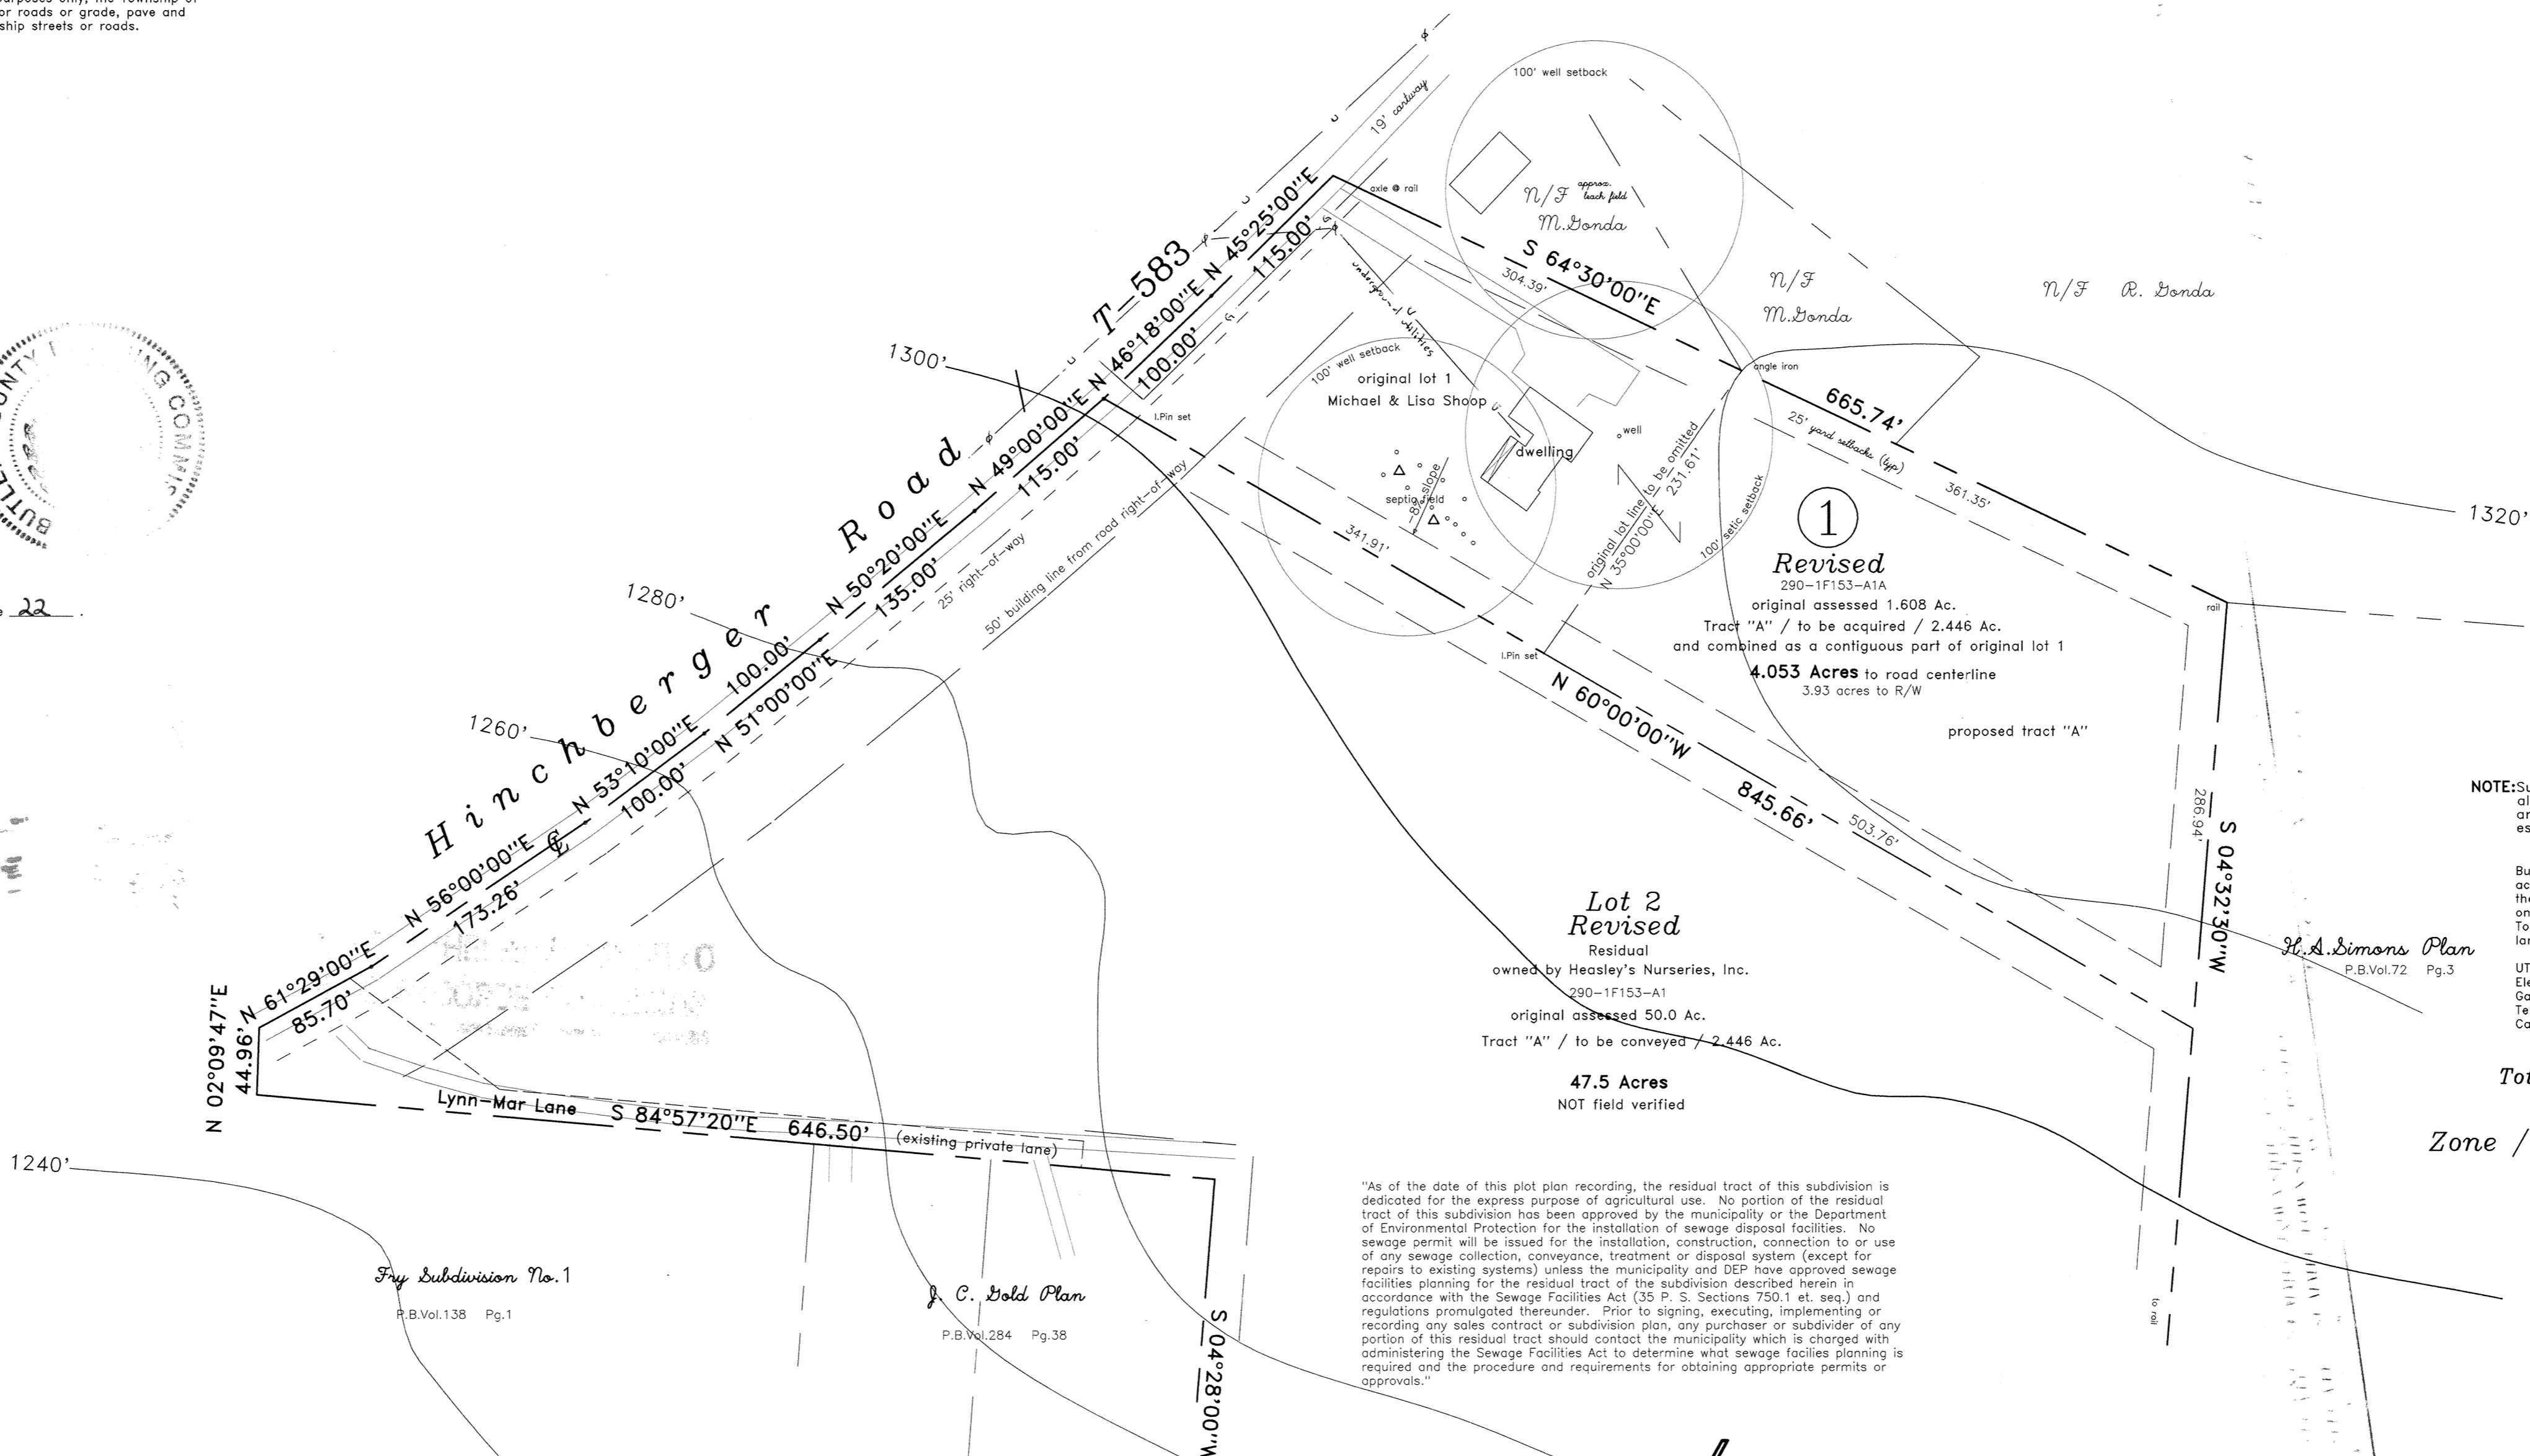 or roads or grade, pave and
ship streets or roads.
22
BUTLER
COUNTY
ING COMMIS
T-583
Hinchberger Road
19' cartway
1300'
1280'
1260'
1240'
1320'
N 02°09'47"E
44.96'
N 61°29'00"E
85.70'
N 56°00'00"E
173.26'
N 53°10'00"E
100.00'
N 51°00'00"E
100.00'
N 50°20'00"E
135.00'
N 49°00'00"E
115.00'
N 46°18'00"E
100.00'
N 45°25'00"E
115.00'
25' right-of-way
50' building line from road right-of-way
I.Pin set
axle @ rail
underground utilities
100' well setback
N/F
approx.
leach field
M.Gonda
S 64°30'00"E
304.39'
N/F
M.Gonda
N/F R. Gonda
angle iron
665.74'
25' yard setbacks (typ)
361.35'
100' well setback
original lot 1
Michael & Lisa Shoop
dwelling
well
septic field
-8% slope
341.91'
original lot line to be omitted
N 35°00'00"E 231.61'
100' setic setback
I.Pin set
N 60°00'00"W
845.66'
503.76'
1
Revised
290-1F153-A1A
original assessed 1.608 Ac.
Tract "A" / to be acquired / 2.446 Ac.
and combined as a contiguous part of original lot 1
4.053 Acres to road centerline
3.93 acres to R/W
proposed tract "A"
rail
286.94'
S 04°32'30"W
to rail
H.A.Simons Plan
P.B.Vol.72 Pg.3
NOTE:
Zone /
Lot 2
Revised
Residual
owned by Heasley's Nurseries, Inc.
290-1F153-A1
original assessed 50.0 Ac.
Tract "A" / to be conveyed / 2.446 Ac.
47.5 Acres
NOT field verified
Lynn-Mar Lane S 84°57'20"E 646.50' (existing private lane)
Fry Subdivision No.1
P.B.Vol.138 Pg.1
J. C. Gold Plan
P.B.Vol.284 Pg.38
S 04°28'00"W
"As of the date of this plot plan recording, the residual tract of this subdivision is
dedicated for the express purpose of agricultural use. No portion of the residual
tract of this subdivision has been approved by the municipality or the Department
of Environmental Protection for the installation of sewage disposal facilities. No
sewage permit will be issued for the installation, construction, connection to or use
of any sewage collection, conveyance, treatment or disposal system (except for
repairs to existing systems) unless the municipality and DEP have approved sewage
facilities planning for the residual tract of the subdivision described herein in
accordance with the Sewage Facilities Act (35 P. S. Sections 750.1 et. seq.) and
regulations promulgated thereunder. Prior to signing, executing, implementing or
recording any sales contract or subdivision plan, any purchaser or subdivider of any
portion of this residual tract should contact the municipality which is charged with
administering the Sewage Facilities Act to determine what sewage facilies planning is
required and the procedure and requirements for obtaining appropriate permits or
approvals."